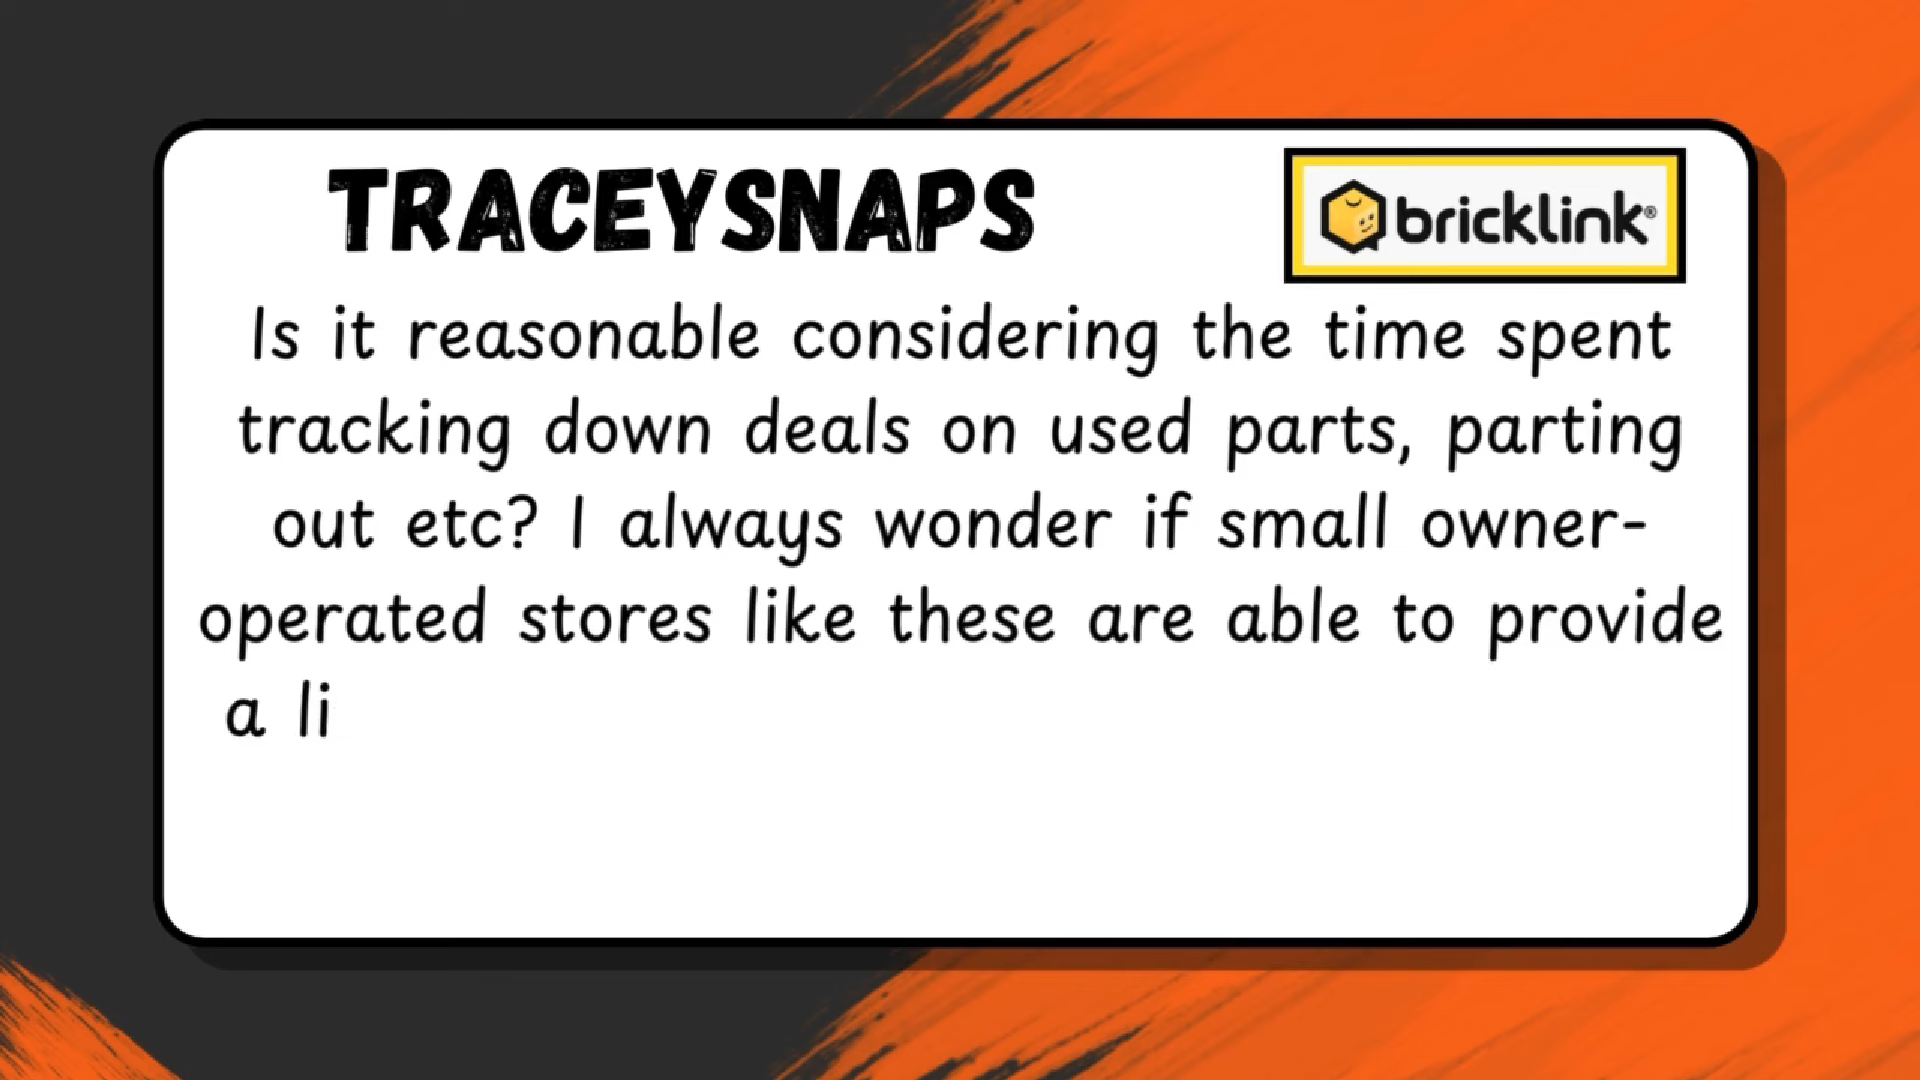 TRACEYSNAPS
bricklink®
Is it reasonable considering the time spent
tracking down deals on used parts, parting
out etc? I always wonder if small owner-
operated stores like these are able to provide
a li